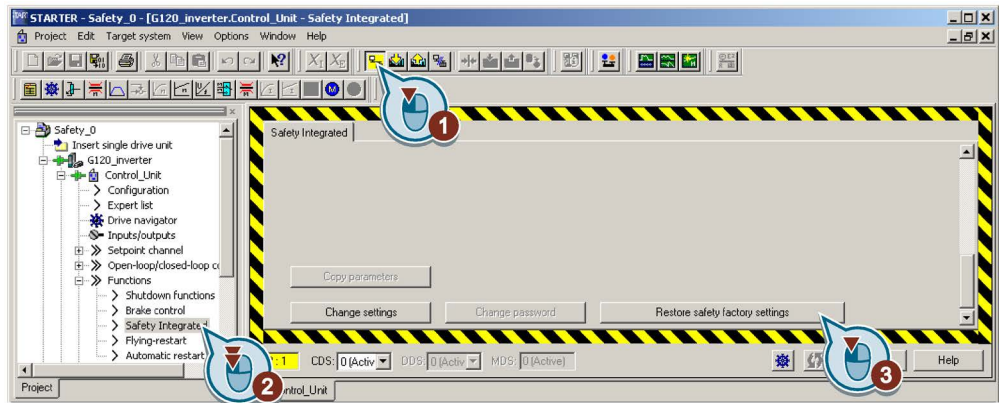 STARTER - Safety_0 - [G120_inverter.Control_Unit - Safety Integrated]
Project Edit Target system View Options Window Help
1
Safety_0
Insert single drive unit
G120_inverter
Control_Unit
Configuration
Expert list
Drive navigator
Inputs/outputs
Setpoint channel
Open-loop/closed-loop
Functions
Shutdown functions
Brake control
Safety Integrated
Flying-restart
Automatic restart
Project
2
Safety Integrated
Copy parameters
Change settings
Change password
Restore safety factory settings
CDS: 0 (Activ
DDS: 0 (Activ
MDS: 0 (Active)
Help
3
ntrol_Unit